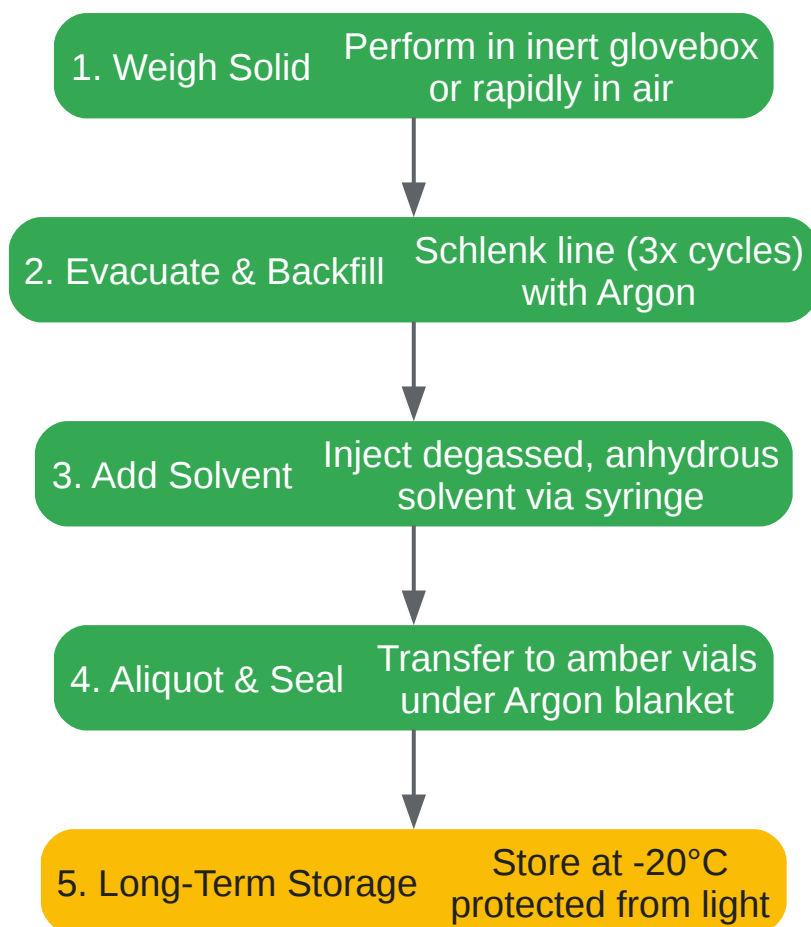 1. Weigh Solid
Perform in inert glovebox
or rapidly in air
2. Evacuate & Backfill
Schlenk line (3x cycles)
with Argon
3. Add Solvent
Inject degassed, anhydrous
solvent via syringe
4. Aliquot & Seal
Transfer to amber vials
under Argon blanket
5. Long-Term Storage
Store at -20°C
protected from light